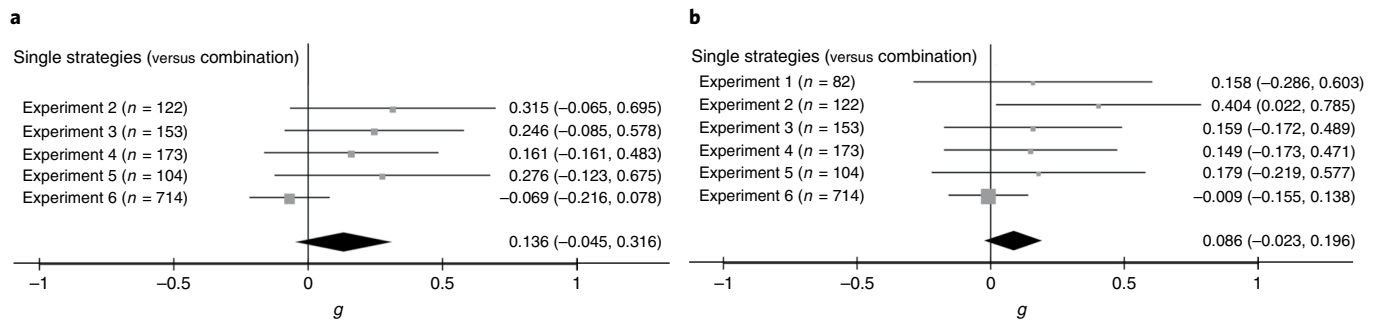 a
Single strategies (versus combination)
Experiment 2 (n = 122) 0.315 (–0.065, 0.695)
Experiment 3 (n = 153) 0.246 (–0.085, 0.578)
Experiment 4 (n = 173) 0.161 (–0.161, 0.483)
Experiment 5 (n = 104) 0.276 (–0.123, 0.675)
Experiment 6 (n = 714) –0.069 (–0.216, 0.078)
0.136 (–0.045, 0.316)
–1 –0.5 0 0.5 1
g
b
Single strategies (versus combination)
Experiment 1 (n = 82) 0.158 (–0.286, 0.603)
Experiment 2 (n = 122) 0.404 (0.022, 0.785)
Experiment 3 (n = 153) 0.159 (–0.172, 0.489)
Experiment 4 (n = 173) 0.149 (–0.173, 0.471)
Experiment 5 (n = 104) 0.179 (–0.219, 0.577)
Experiment 6 (n = 714) –0.009 (–0.155, 0.138)
0.086 (–0.023, 0.196)
–1 –0.5 0 0.5 1
g